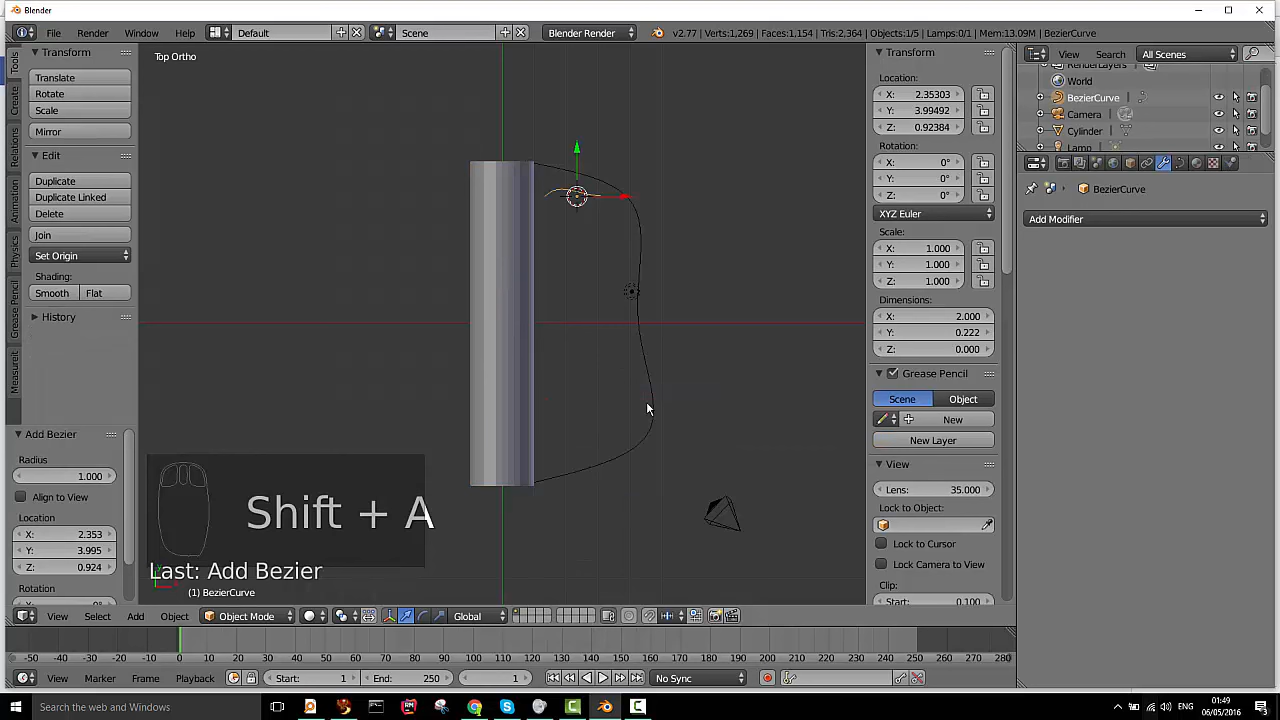 Blender
File Render Window Help Default Scene Blender Render v2.77 | Verts:1,269 | Faces:1,154 | Tris:2,364 | Objects:1/5 | Lamps:0/1 | Mem:13.09M | BezierCurve
Tools
Create
Relations
Animation
Physics
Grease Pencil
MeasureIt
Transform
Translate
Rotate
Scale
Mirror
Edit
Duplicate
Duplicate Linked
Delete
Join
Set Origin
Shading:
Smooth Flat
History
Add Bezier
Radius
1.000
Align to View
Location
X: 2.353
Y: 3.995
Z: 0.924
Rotation
Top Ortho
Shift + A
Last: Add Bezier
(1) BezierCurve
Transform
Location:
X: 2.35303
Y: 3.99492
Z: 0.92384
Rotation:
X: 0°
Y: 0°
Z: 0°
XYZ Euler
Scale:
X: 1.000
Y: 1.000
Z: 1.000
Dimensions:
X: 2.000
Y: 0.222
Z: 0.000
Grease Pencil
Scene Object
New
New Layer
View
Lens: 35.000
Lock to Object:
Lock to Cursor
Lock Camera to View
Clip:
Start: 0.100
View Search All Scenes
RenderLayers
World
BezierCurve
Camera
Cylinder
Lamp
BezierCurve
Add Modifier
View Select Add Object Object Mode Global
-50 -40 -30 -20 -10 0 10 20 30 40 50 60 70 80 90 100 110 120 130 140 150 160 170 180 190 200 210 220 230 240 250 260 270 280
View Marker Frame Playback Start: 1 End: 250 1 No Sync
Search the web and Windows
ENG
01:49
06/05/2016